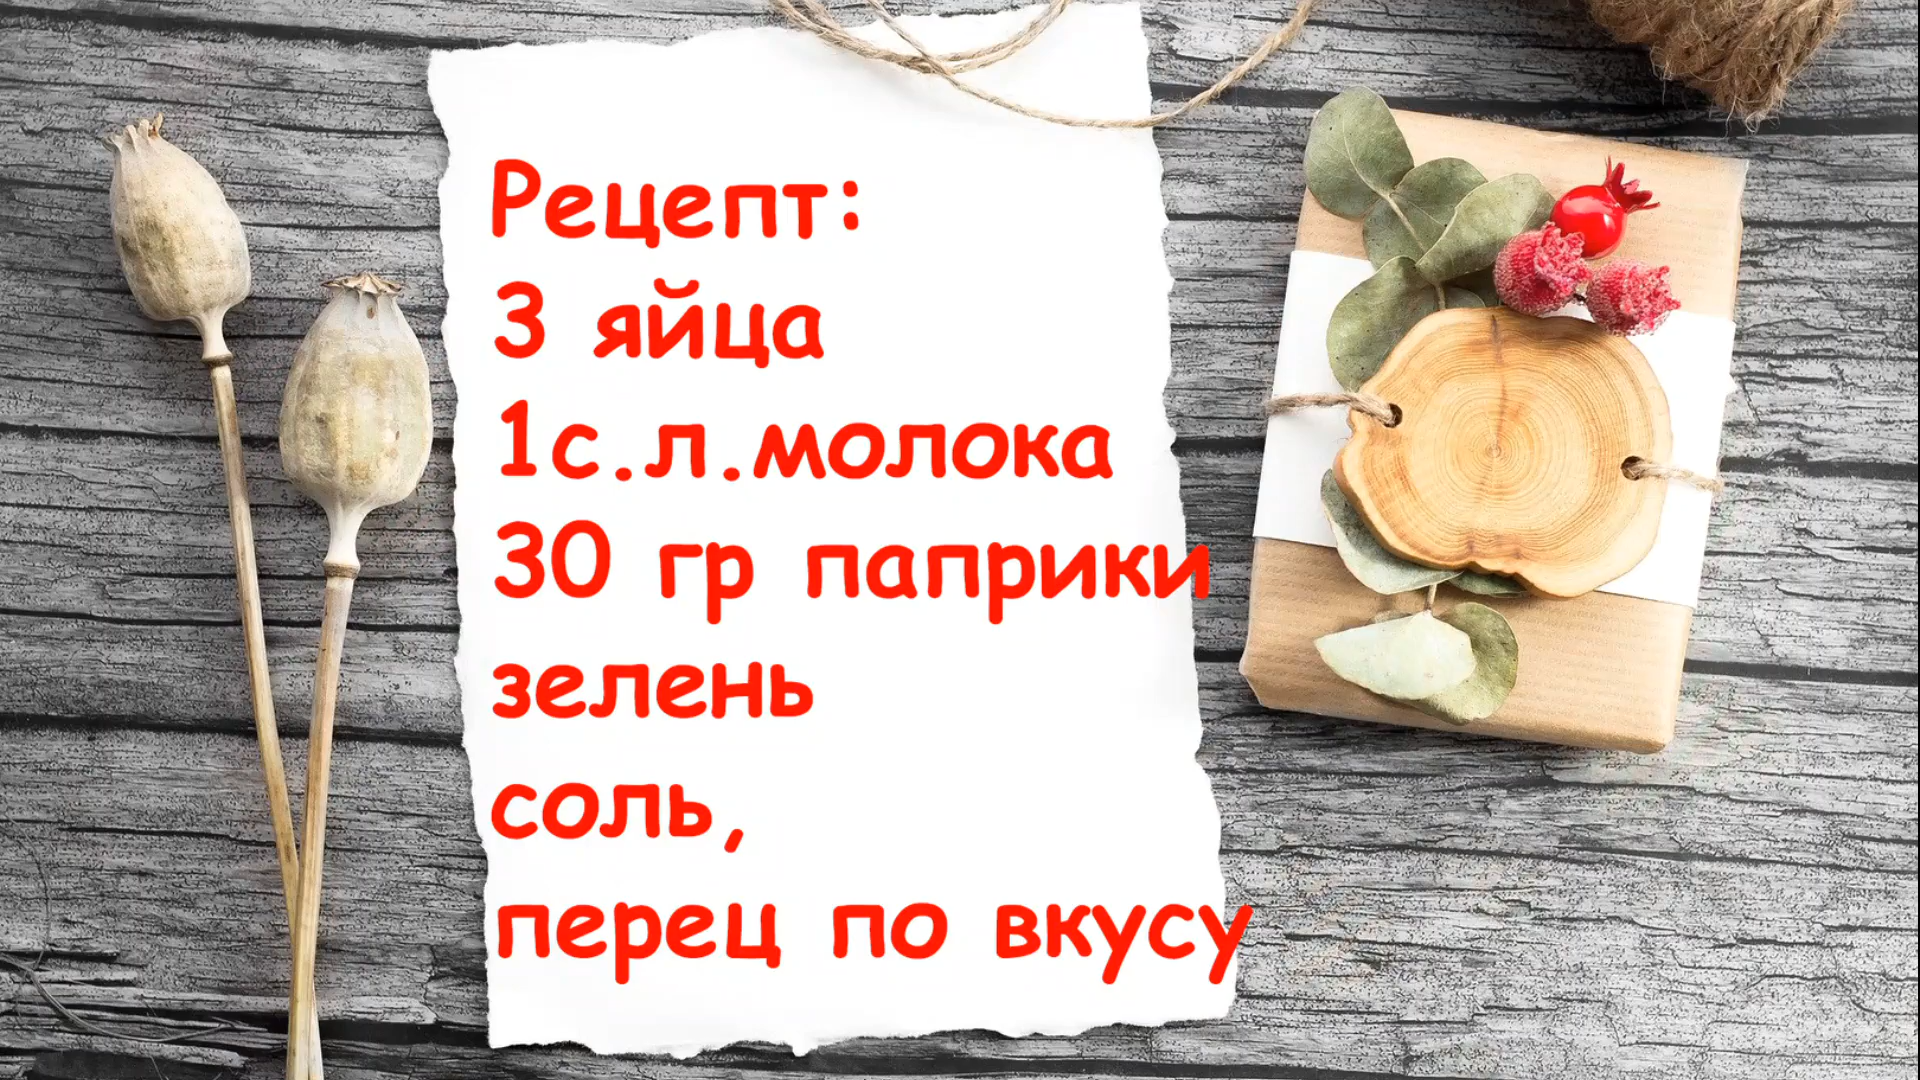 Рецепт:
3 яйца
1с.л.молока
30 гр паприки
зелень
соль,
перец по вкусу